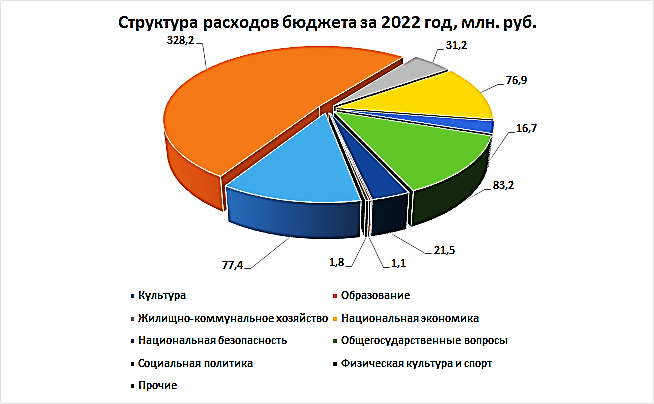 Структура расходов бюджета за 2022 год, млн. руб.
328,2
31,2
76,9
16,7
83,2
21,5
1,1
1,8
77,4
Культура
Образование
Жилищно-коммунальное хозяйство
Национальная экономика
Национальная безопасность
Общегосударственные вопросы
Социальная политика
Физическая культура и спорт
Прочие